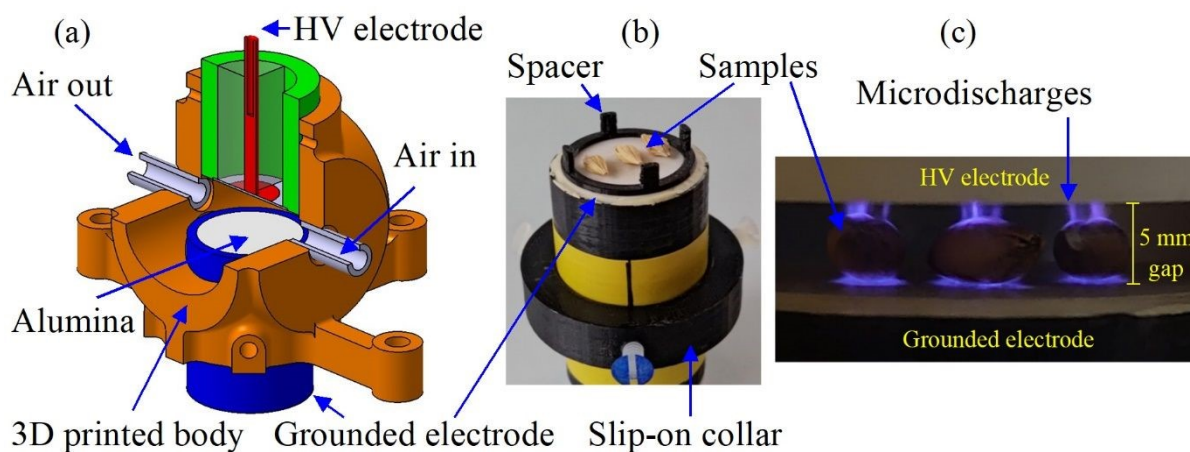 (a)
HV electrode
(b)
(c)
Air out
Spacer
Samples
Microdischarges
Air in
HV electrode
5 mm
gap
Alumina
Grounded electrode
3D printed body
Grounded electrode
Slip-on collar